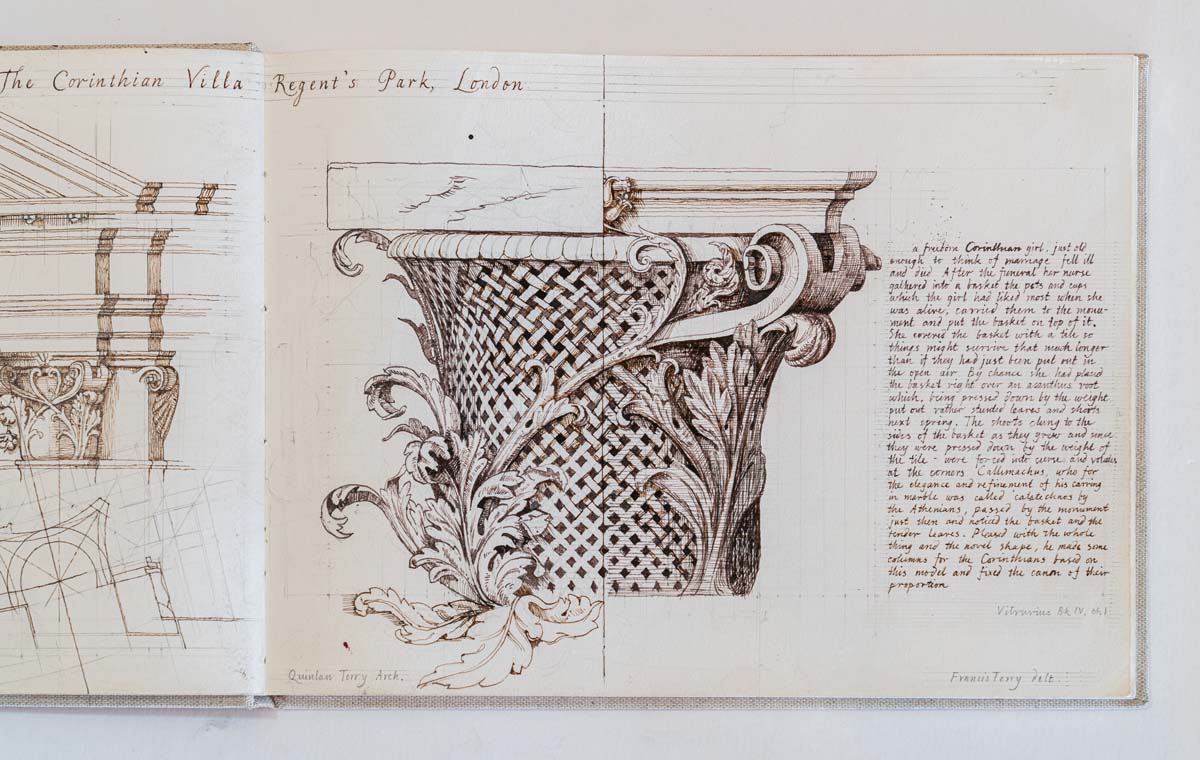 The Corinthian Villa Regent's Park, London
a freeborn Corinthian girl, just old
enough to think of marriage fell ill
and died. After the funeral her nurse
gathered into a basket the pots and cups
which the girl had liked most when she
was alive, carried them to the monu-
ment and put the basket on top of it.
She covered the basket with a tile so
things might survive that much longer
than if they had just been put out in
the open air. By chance she had placed
the basket right over an acanthus root
which, being pressed down by the weight
put out rather stunted leaves and shoots
next spring. The shoots clung to the
sides of the basket as they grew and since
they were pressed down by the weight of
the tile - were forced into curves and volutes
at the corners Callimachus, who for
the elegance and refinement of his carving
in marble was called 'catatechnos by
the Athenians, passed by the monument
just then and noticed the basket and the
tender leaves. Pleased with the whole
thing and the novel shape, he made some
columns for the Corinthians based on
this model and fixed the canon of their
proportion
Vitruvius Bk IV, ch I
Quinlan Terry Arch.
Francis Terry delt